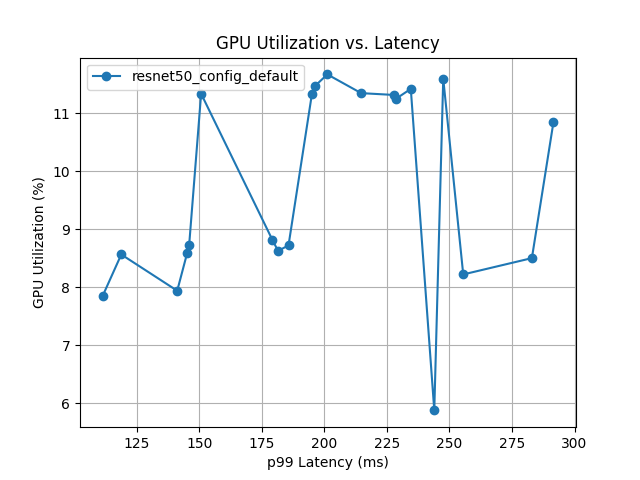 GPU Utilization vs. Latency
resnet50_config_default
GPU Utilization (%)
11
10
9
8
7
6
125 150 175 200 225 250 275 300
p99 Latency (ms)